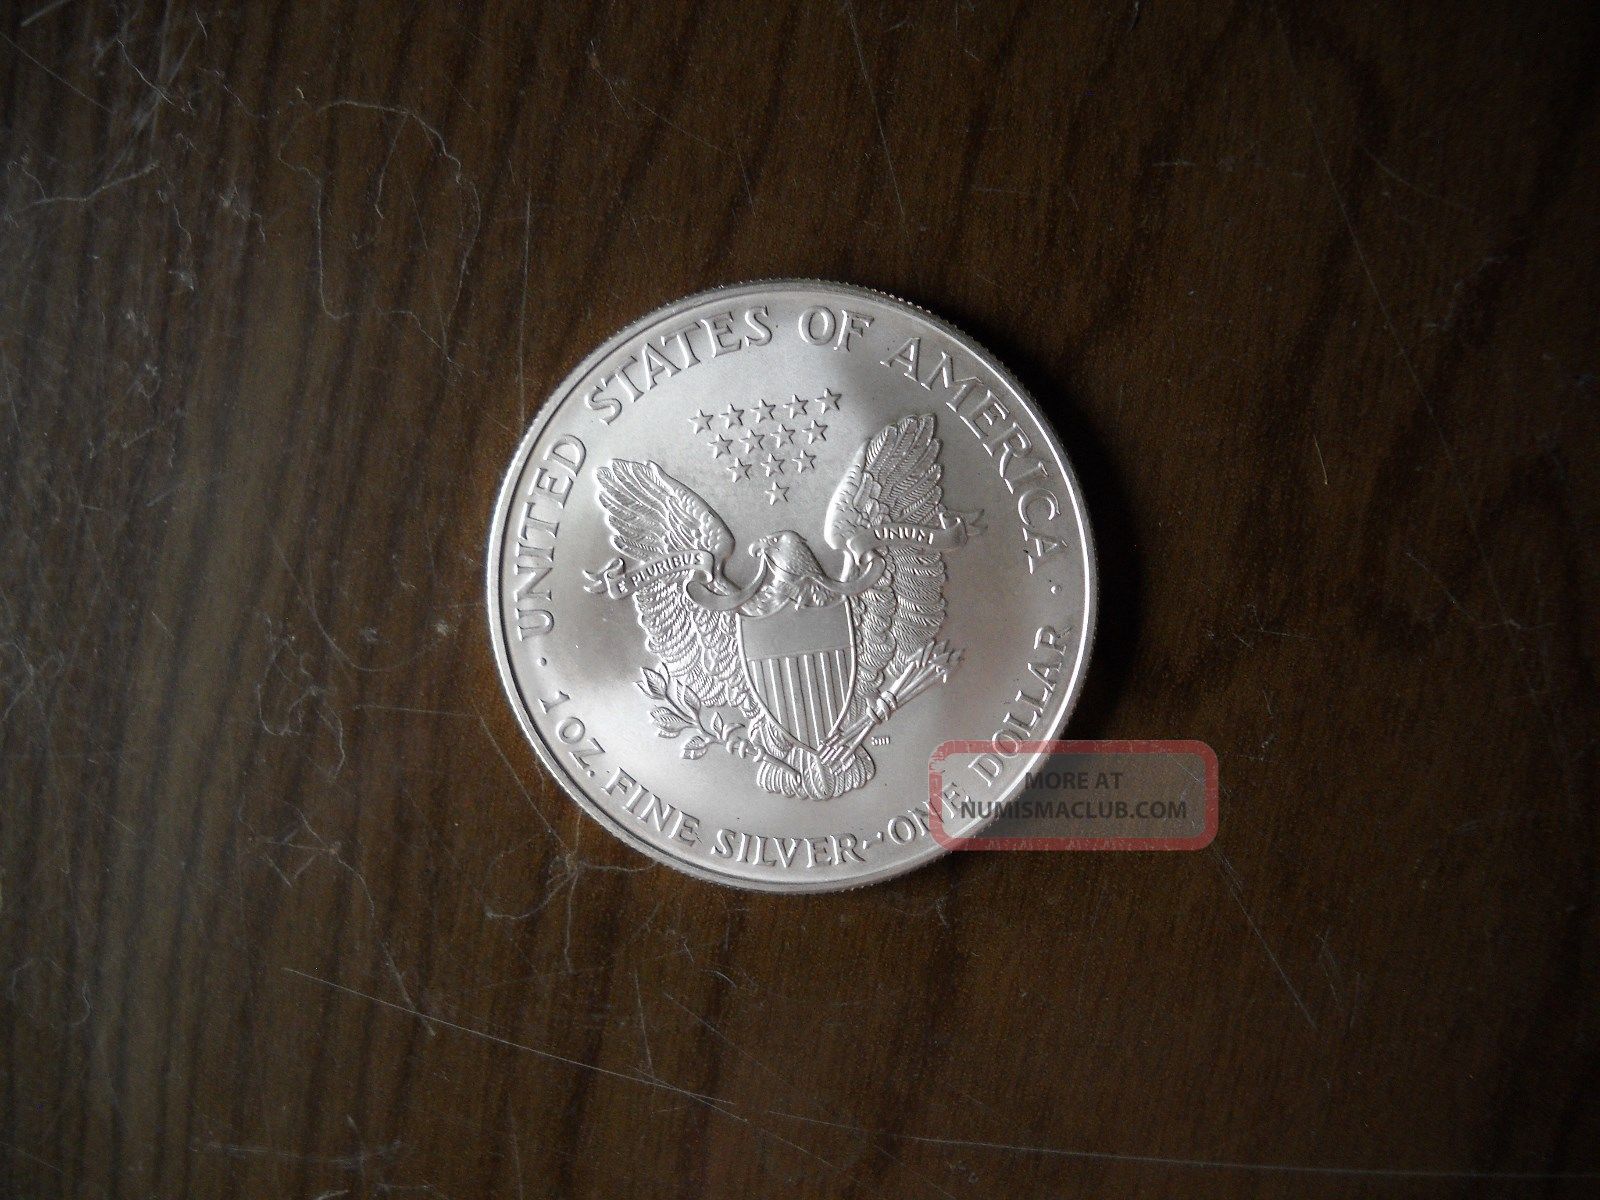 UNITED STATES OF AMERICA
E PLURIBUS UNUM
· 1 OZ. FINE SILVER~ONE DOLLAR ·
MORE AT
NUMISMACLUB.COM